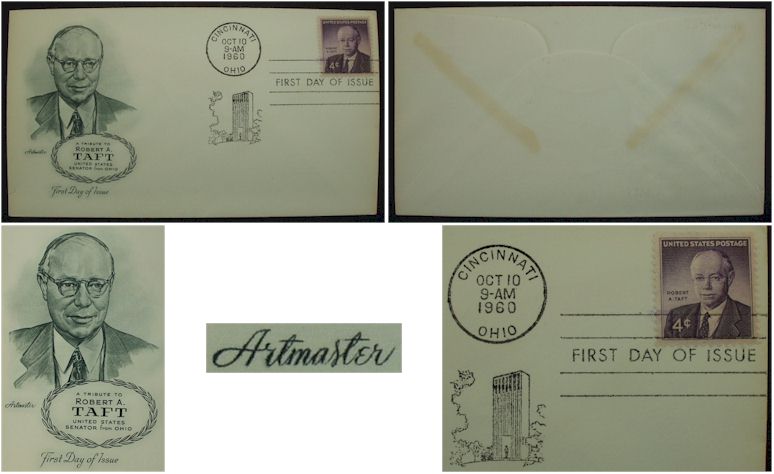 CINCINNATI
OCT 10
9-AM
1960
OHIO
UNITED STATES POSTAGE
ROBERT
A. TAFT
4¢
FIRST DAY OF ISSUE
Artmaster
A TRIBUTE TO
ROBERT A.
TAFT
UNITED STATES
SENATOR from OHIO
First Day of Issue
A TRIBUTE TO
ROBERT A.
TAFT
UNITED STATES
SENATOR from OHIO
Artmaster
First Day of Issue
Artmaster
CINCINNATI
OCT 10
9-AM
1960
OHIO
UNITED STATES POSTAGE
ROBERT
A. TAFT
4¢
FIRST DAY OF ISSUE